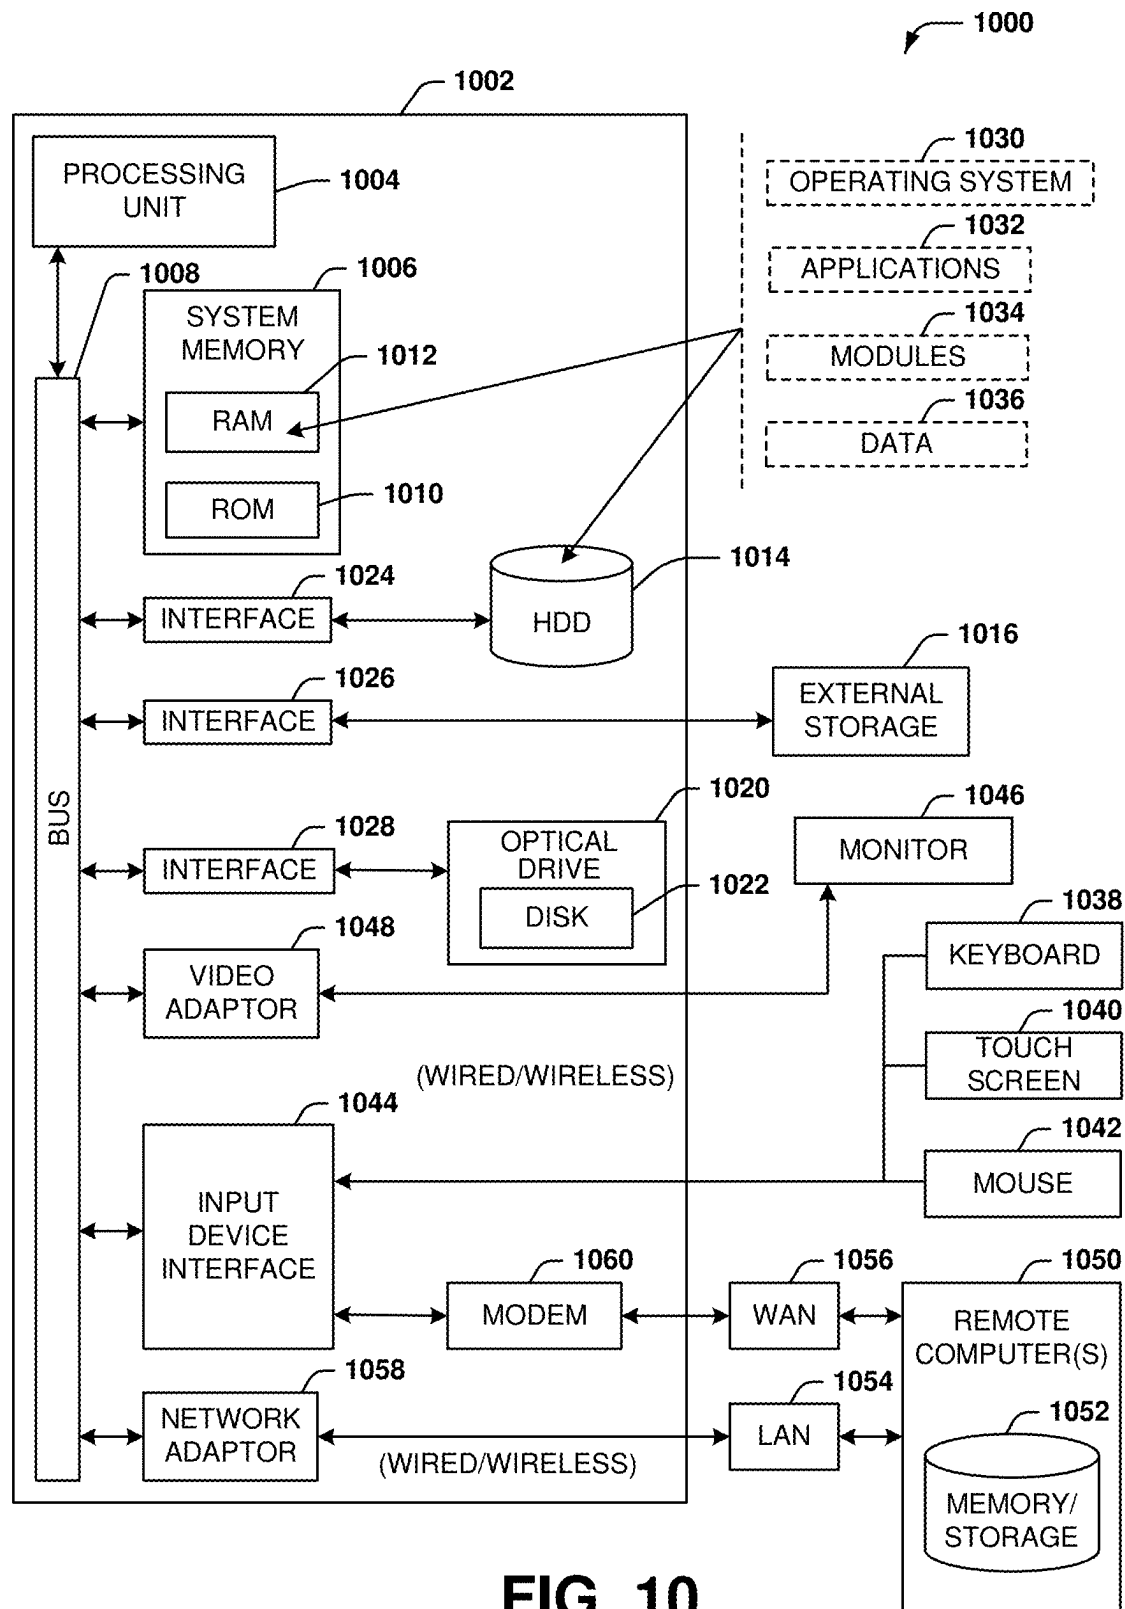 1000
1002
PROCESSING
UNIT
1004
1030
OPERATING SYSTEM
1032
APPLICATIONS
1034
MODULES
1036
DATA
1008
1006
SYSTEM
MEMORY
1012
RAM
1010
ROM
1024
INTERFACE
1014
HDD
1026
INTERFACE
1016
EXTERNAL
STORAGE
BUS
1028
INTERFACE
1020
OPTICAL
DRIVE
1022
DISK
1046
MONITOR
1048
VIDEO
ADAPTOR
1038
KEYBOARD
1040
TOUCH
SCREEN
(WIRED/WIRELESS)
1042
MOUSE
1044
INPUT
DEVICE
INTERFACE
1060
MODEM
1056
WAN
1050
REMOTE
COMPUTER(S)
1058
NETWORK
ADAPTOR
(WIRED/WIRELESS)
1054
LAN
1052
MEMORY/
STORAGE
FIG. 10